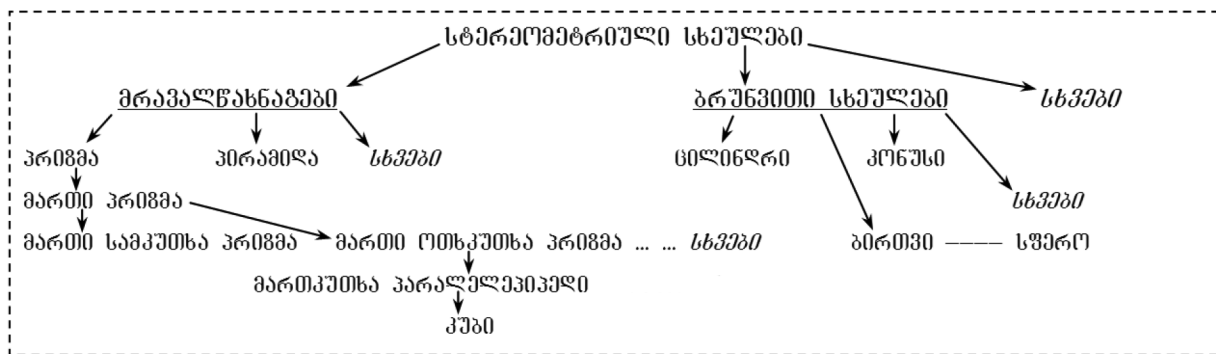 სტერეომეტრიული სხეულები
მრავალწახნაგები ბრუნვითი სხეულები სხვები
პრიზმა პირამიდა სხვები ცილინდრი კონუსი
მართი პრიზმა სხვები
მართი სამკუთხა პრიზმა მართი ოთხკუთხა პრიზმა ... ... სხვები ბირთვი ---- სფერო
მართკუთხა პარალელეპიპედი
კუბი